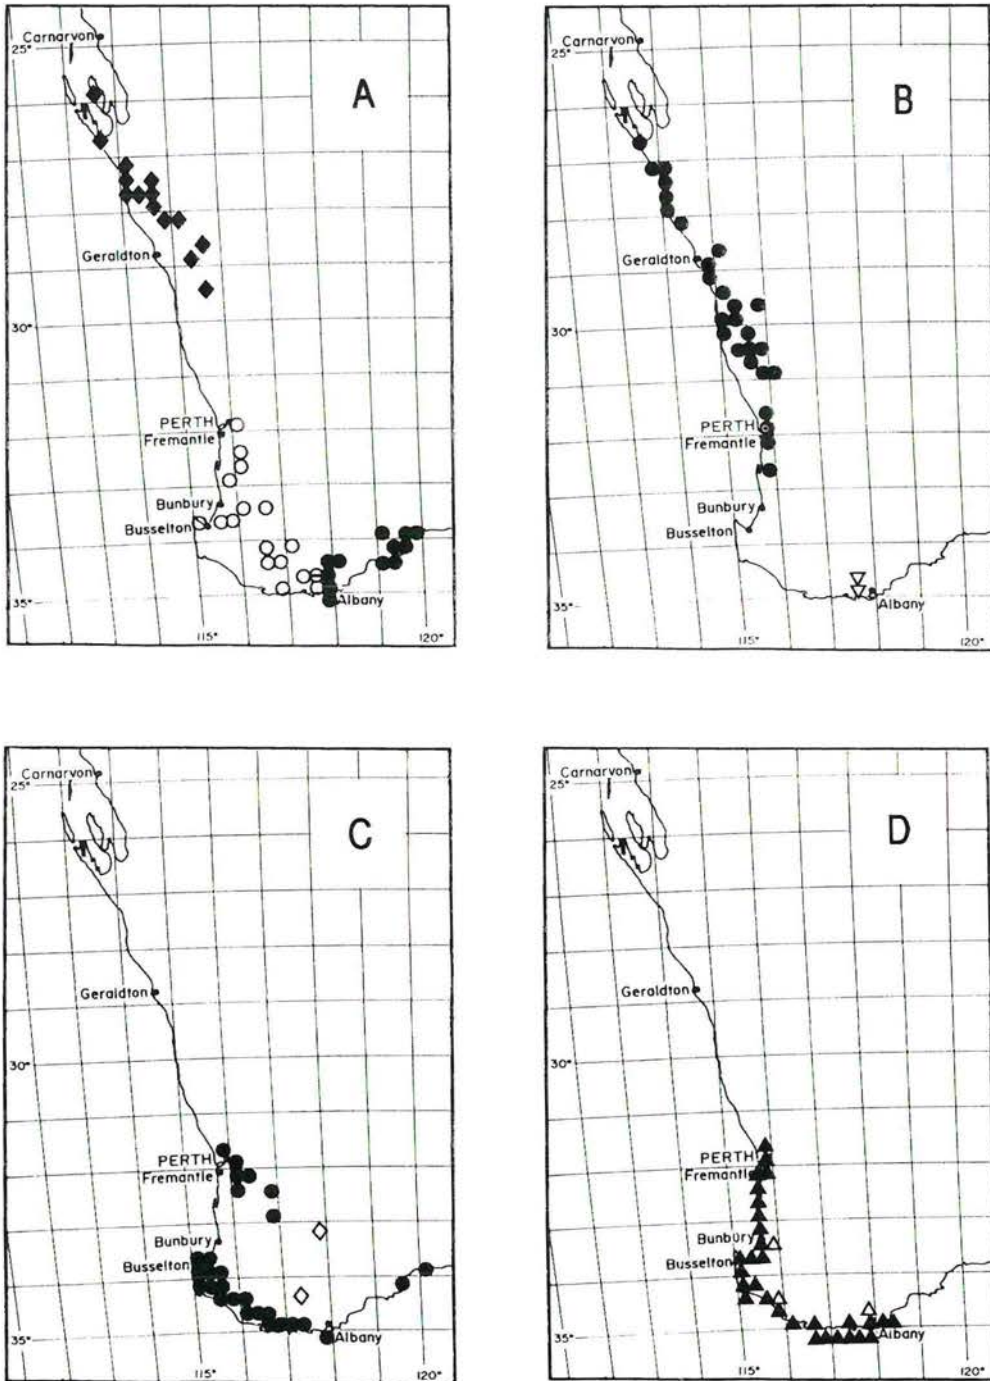 Carnarvon
25°
A
Geraldton
30°
PERTH
Fremantle
Bunbury
Busselton
Albany
35°
115°
120°
Carnarvon
25°
B
Geraldton
30°
PERTH
Fremantle
Bunbury
Busselton
Albany
35°
115°
120°
Carnarvon
25°
C
Geraldton
30°
PERTH
Fremantle
Bunbury
Busselton
Albany
35°
115°
120°
Carnarvon
25°
D
Geraldton
30°
PERTH
Fremantle
Bunbury
Busselton
Albany
35°
115°
120°